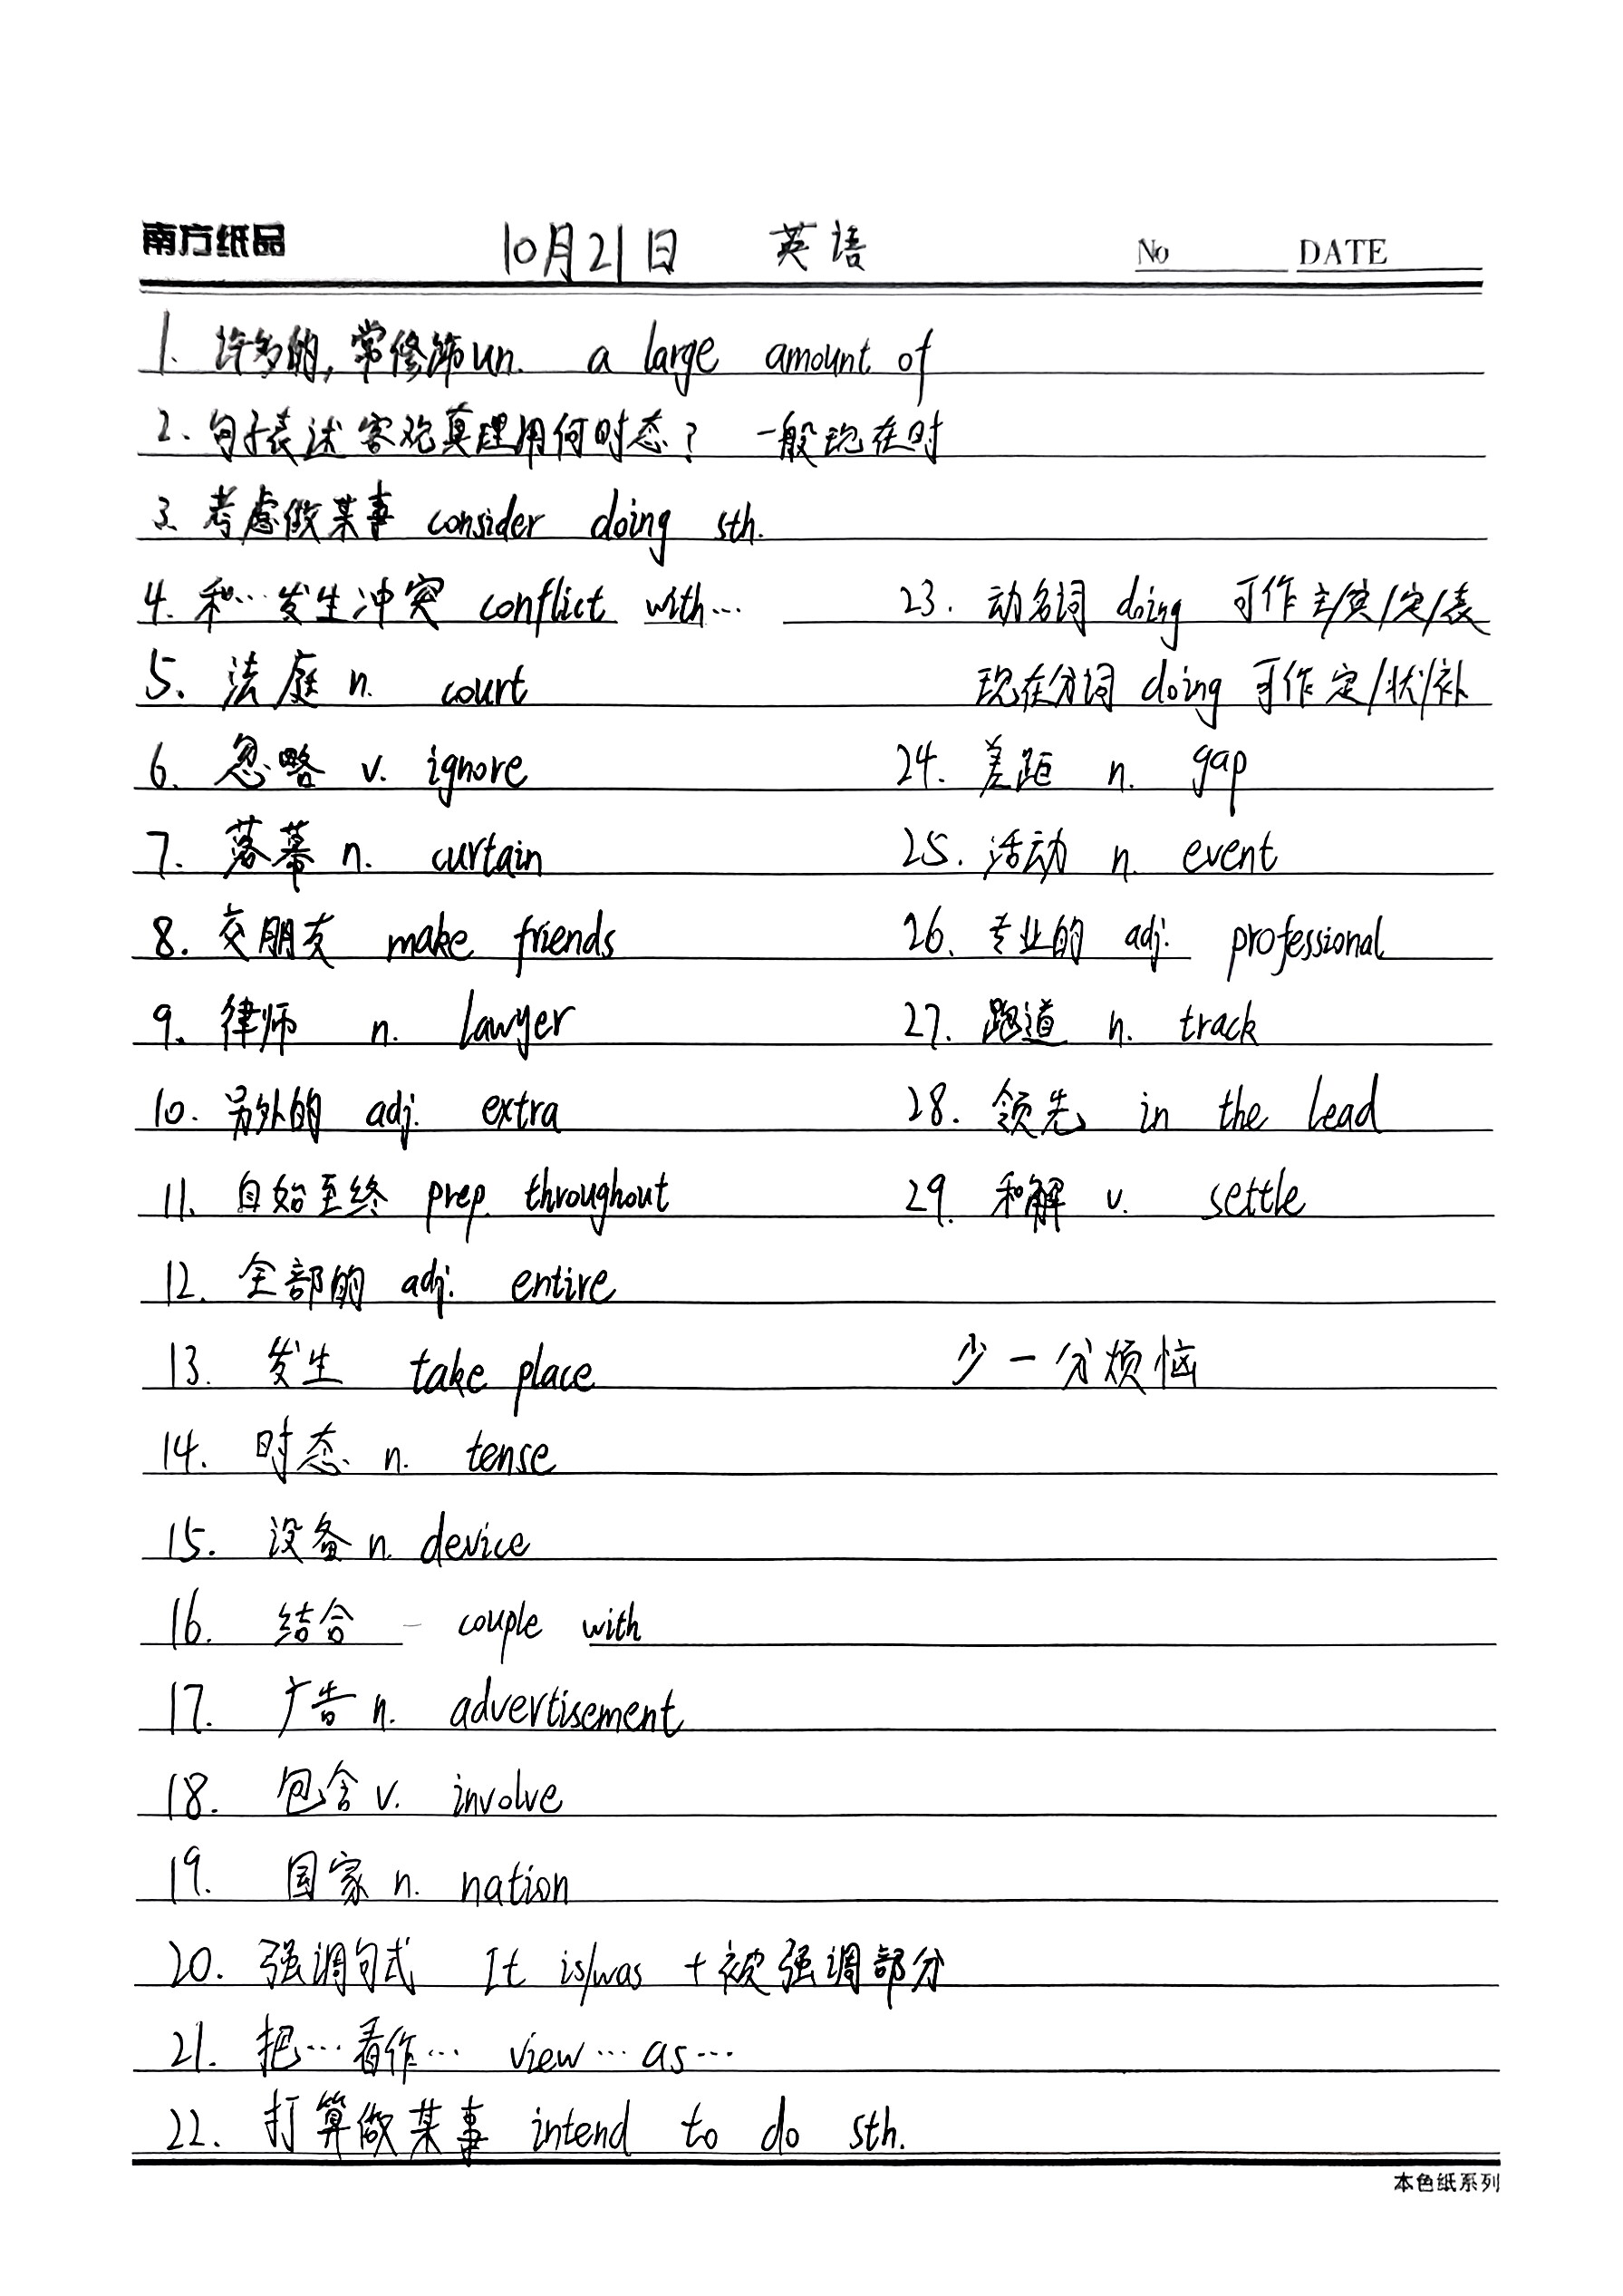 南方纸品 10月21日 英语 No DATE
1. 许多的,常修饰un. a large amount of
2. 句子表述客观真理用何时态? 一般现在时
3. 考虑做某事 consider doing sth.
4. 和…发生冲突 conflict with…
5. 法庭 n. court
6. 忽略 v. ignore
7. 落幕 n. curtain
8. 交朋友 make friends
9. 律师 n. lawyer
10. 另外的 adj. extra
11. 自始至终 prep. throughout
12. 全部的 adj. entire
13. 发生 take place
14. 时态 n. tense
15. 设备 n. device
16. 结合 - couple with
17. 广告 n. advertisement
18. 包含 v. involve
19. 国家 n. nation
20. 强调句式 It is/was + 被强调部分
21. 把…看作… view…as…
22. 打算做某事 intend to do sth.
23. 动名词 doing 可作主/宾/定/表
现在分词 doing 可作定/状/补
24. 差距 n. gap
25. 活动 n. event
26. 专业的 adj. professional
27. 跑道 n. track
28. 领先 in the lead
29. 和解 v. settle
少一分烦恼
本色纸系列